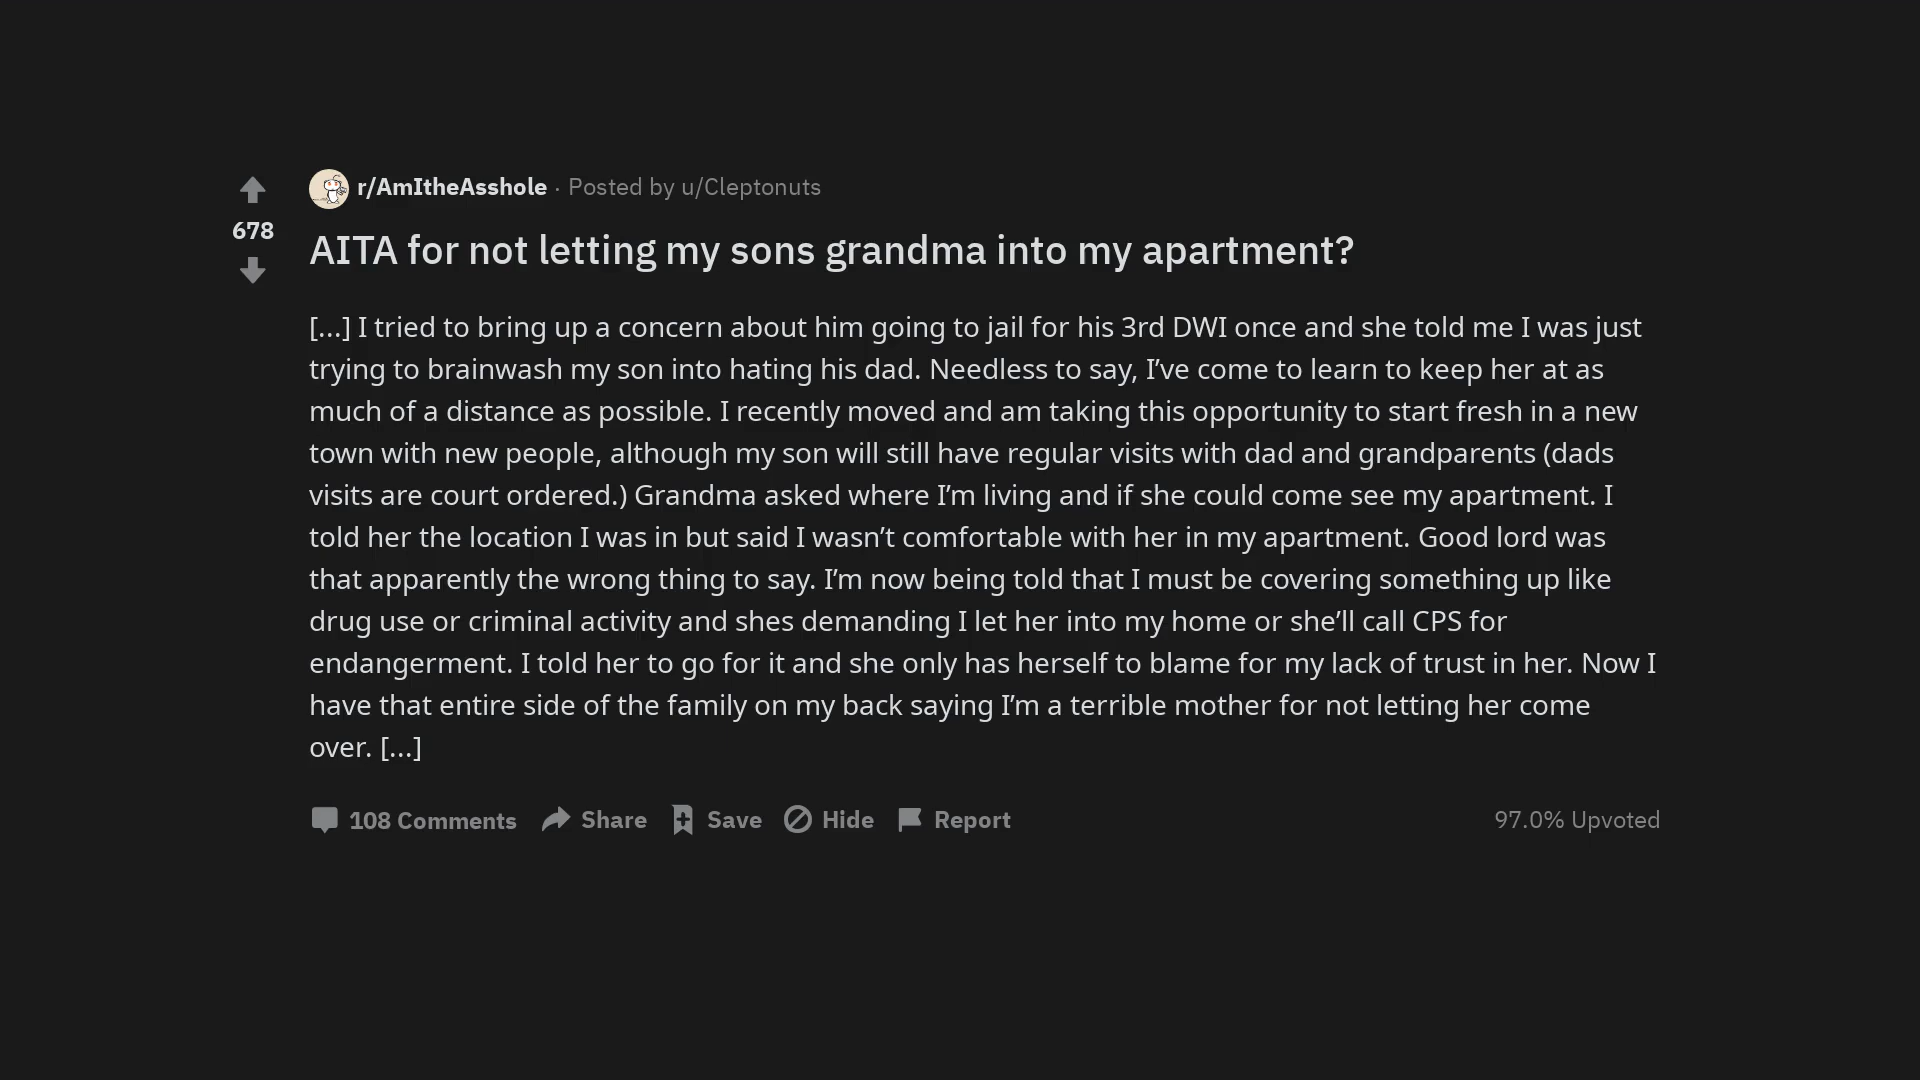 r/AmItheAsshole · Posted by u/Cleptonuts
678
AITA for not letting my sons grandma into my apartment?
[...] I tried to bring up a concern about him going to jail for his 3rd DWI once and she told me I was just
trying to brainwash my son into hating his dad. Needless to say, I’ve come to learn to keep her at as
much of a distance as possible. I recently moved and am taking this opportunity to start fresh in a new
town with new people, although my son will still have regular visits with dad and grandparents (dads
visits are court ordered.) Grandma asked where I’m living and if she could come see my apartment. I
told her the location I was in but said I wasn’t comfortable with her in my apartment. Good lord was
that apparently the wrong thing to say. I’m now being told that I must be covering something up like
drug use or criminal activity and shes demanding I let her into my home or she’ll call CPS for
endangerment. I told her to go for it and she only has herself to blame for my lack of trust in her. Now I
have that entire side of the family on my back saying I’m a terrible mother for not letting her come
over. [...]
108 Comments Share Save Hide Report 97.0% Upvoted